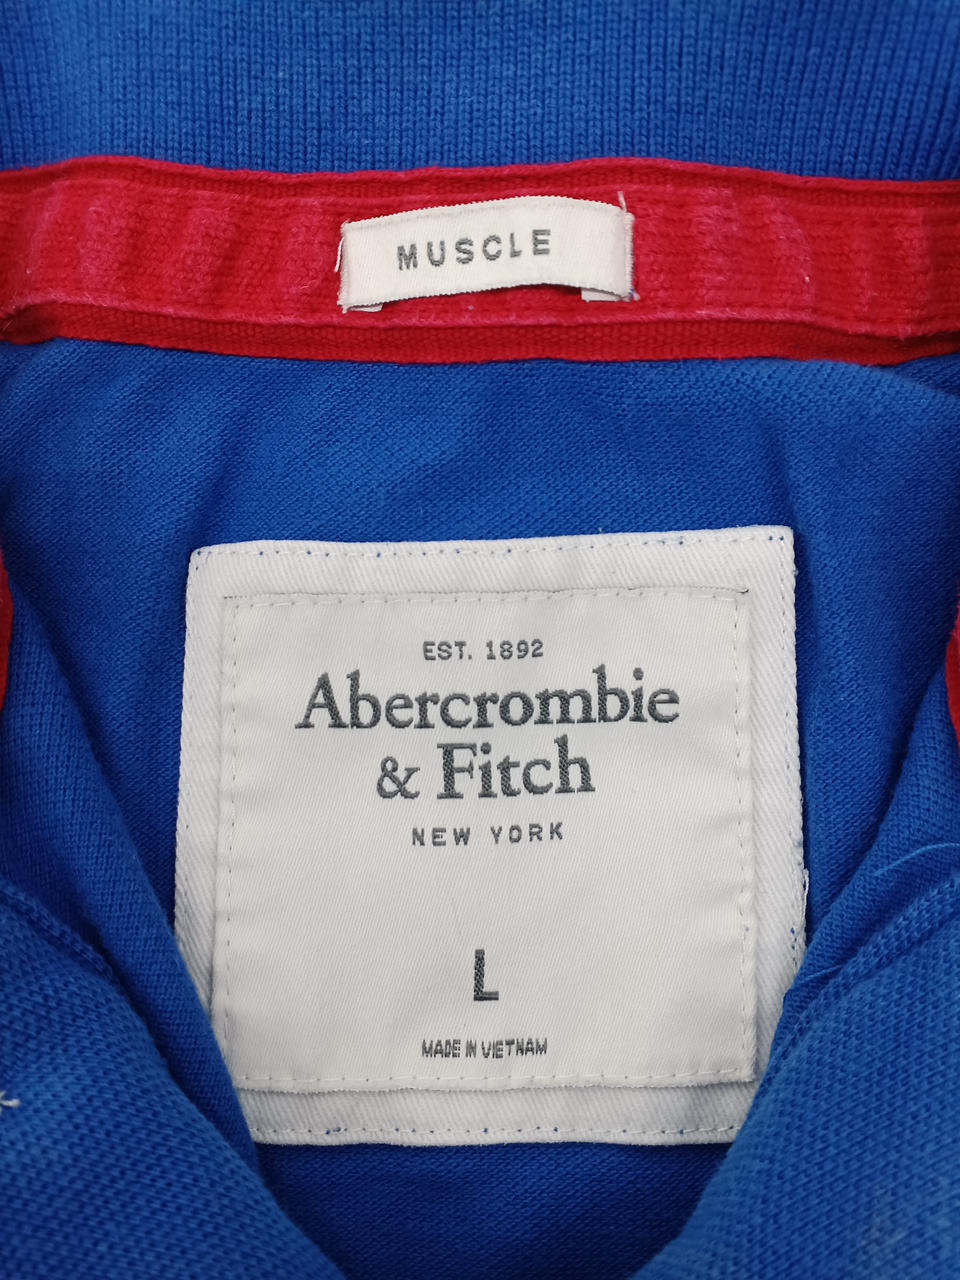 MUSCLE
EST. 1892
Abercrombie
& Fitch
NEW YORK
L
MADE IN VIETNAM